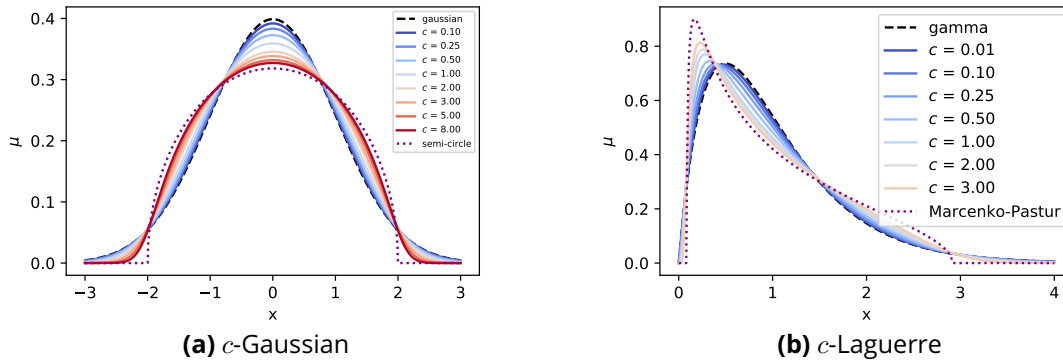 0.4
0.3
0.2
0.1
0.0
μ
−3 −2 −1 0 1 2 3
x
gaussian
c = 0.10
c = 0.25
c = 0.50
c = 1.00
c = 2.00
c = 3.00
c = 5.00
c = 8.00
semi-circle
(a) c-Gaussian
0.8
0.6
0.4
0.2
0.0
μ
0 1 2 3 4
x
gamma
c = 0.01
c = 0.10
c = 0.25
c = 0.50
c = 1.00
c = 2.00
c = 3.00
Marcenko-Pastur
(b) c-Laguerre